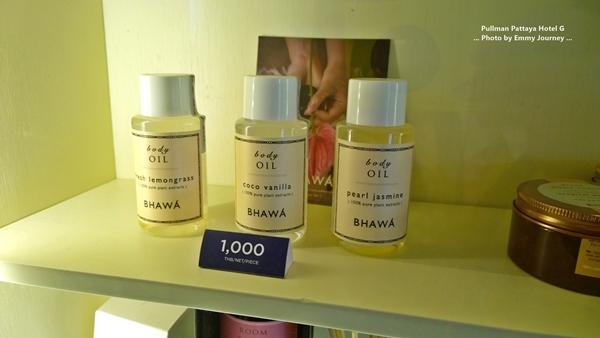 Pullman Pattaya Hotel G
... Photo by Emmy Journey ...
body
OIL
lemongrass
(100% pure plant extracts)
BHAWÁ
body
OIL
coco vanilla
(100% pure plant extracts)
BHAWÁ
body
OIL
pearl jasmine
(100% pure plant extracts)
BHAWÁ
BHAWÁ
1,000
THB/NET/PIECE
ROOM